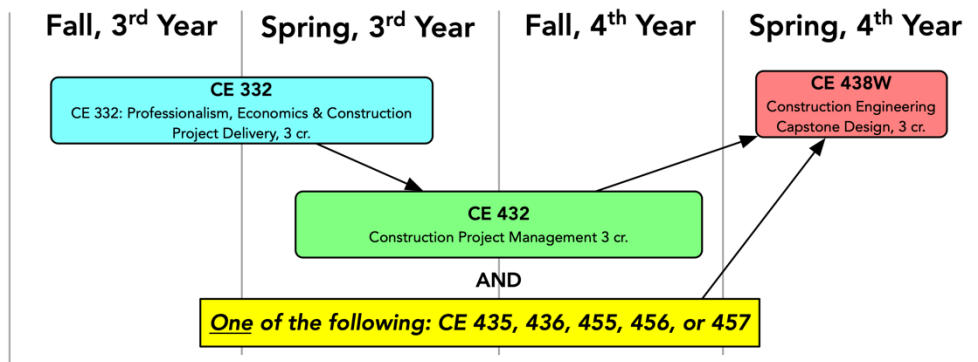 Fall, 3rd Year
Spring, 3rd Year
Fall, 4th Year
Spring, 4th Year
CE 332
CE 332: Professionalism, Economics & Construction
Project Delivery, 3 cr.
CE 438W
Construction Engineering
Capstone Design, 3 cr.
CE 432
Construction Project Management 3 cr.
AND
One of the following: CE 435, 436, 455, 456, or 457